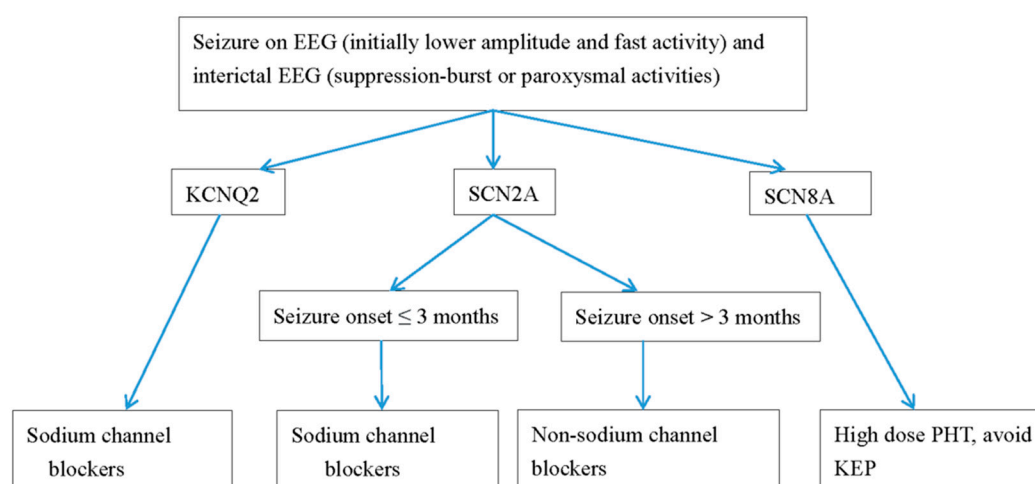 Seizure on EEG (initially lower amplitude and fast activity) and
interictal EEG (suppression-burst or paroxysmal activities)
KCNQ2
SCN2A
SCN8A
Seizure onset ≤ 3 months
Seizure onset > 3 months
Sodium channel
blockers
Sodium channel
blockers
Non-sodium channel
blockers
High dose PHT, avoid
KEP